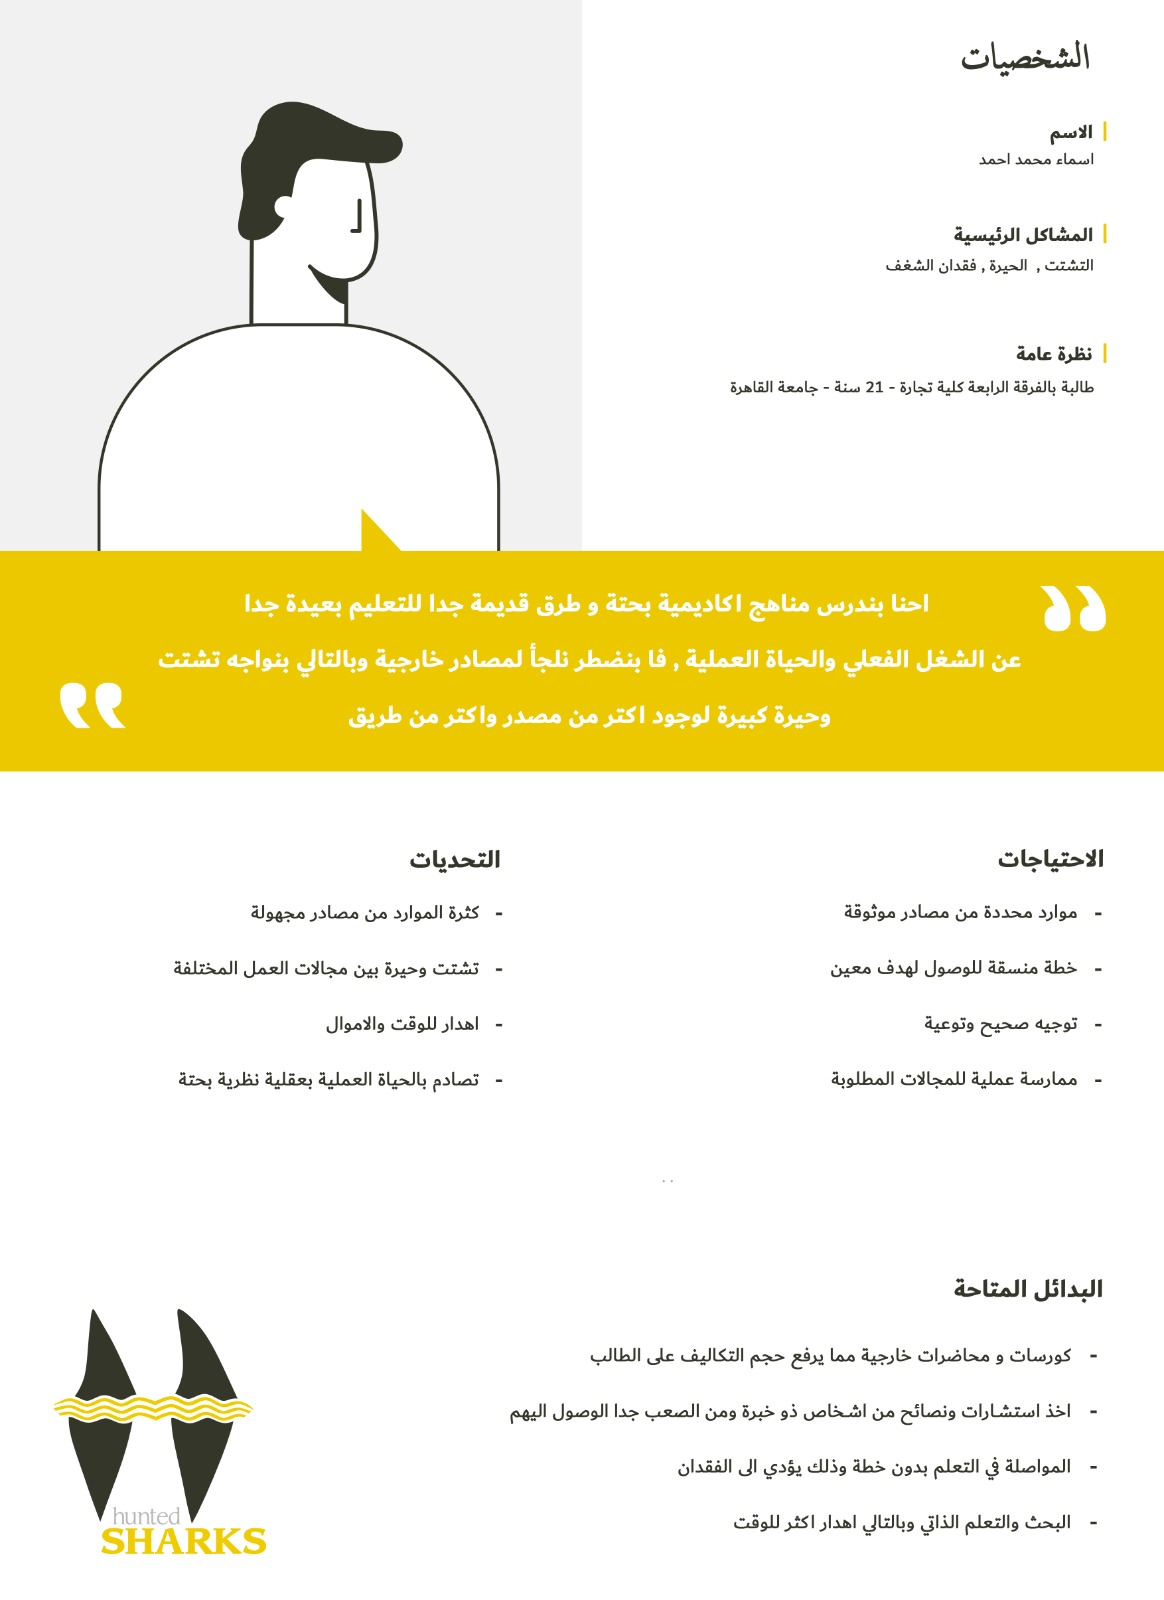 الشخصيات
الاسم
اسماء محمد احمد
المشاكل الرئيسية
التشتت , الحيرة , فقدان الشغف
نظرة عامة
طالبة بالفرقة الرابعة كلية تجارة - 21 سنة - جامعة القاهرة
احنا بندرس مناهج اكاديمية بحتة و طرق قديمة جدا للتعليم بعيدة جدا
عن الشغل الفعلي والحياة العملية , فا بنضطر نلجأ لمصادر خارجية وبالتالي بنواجه تشتت
وحيرة كبيرة لوجود اكتر من مصدر واكتر من طريق
الاحتياجات
- موارد محددة من مصادر موثوقة
- خطة منسقة للوصول لهدف معين
- توجيه صحيح وتوعية
- ممارسة عملية للمجالات المطلوبة
التحديات
- كثرة الموارد من مصادر مجهولة
- تشتت وحيرة بين مجالات العمل المختلفة
- اهدار للوقت والاموال
- تصادم بالحياة العملية بعقلية نظرية بحتة
البدائل المتاحة
- كورسات و محاضرات خارجية مما يرفع حجم التكاليف على الطالب
- اخذ استشارات ونصائح من اشخاص ذو خبرة ومن الصعب جدا الوصول اليهم
- المواصلة في التعلم بدون خطة وذلك يؤدي الى الفقدان
- البحث والتعلم الذاتي وبالتالي اهدار اكثر للوقت
hunted
SHARKS